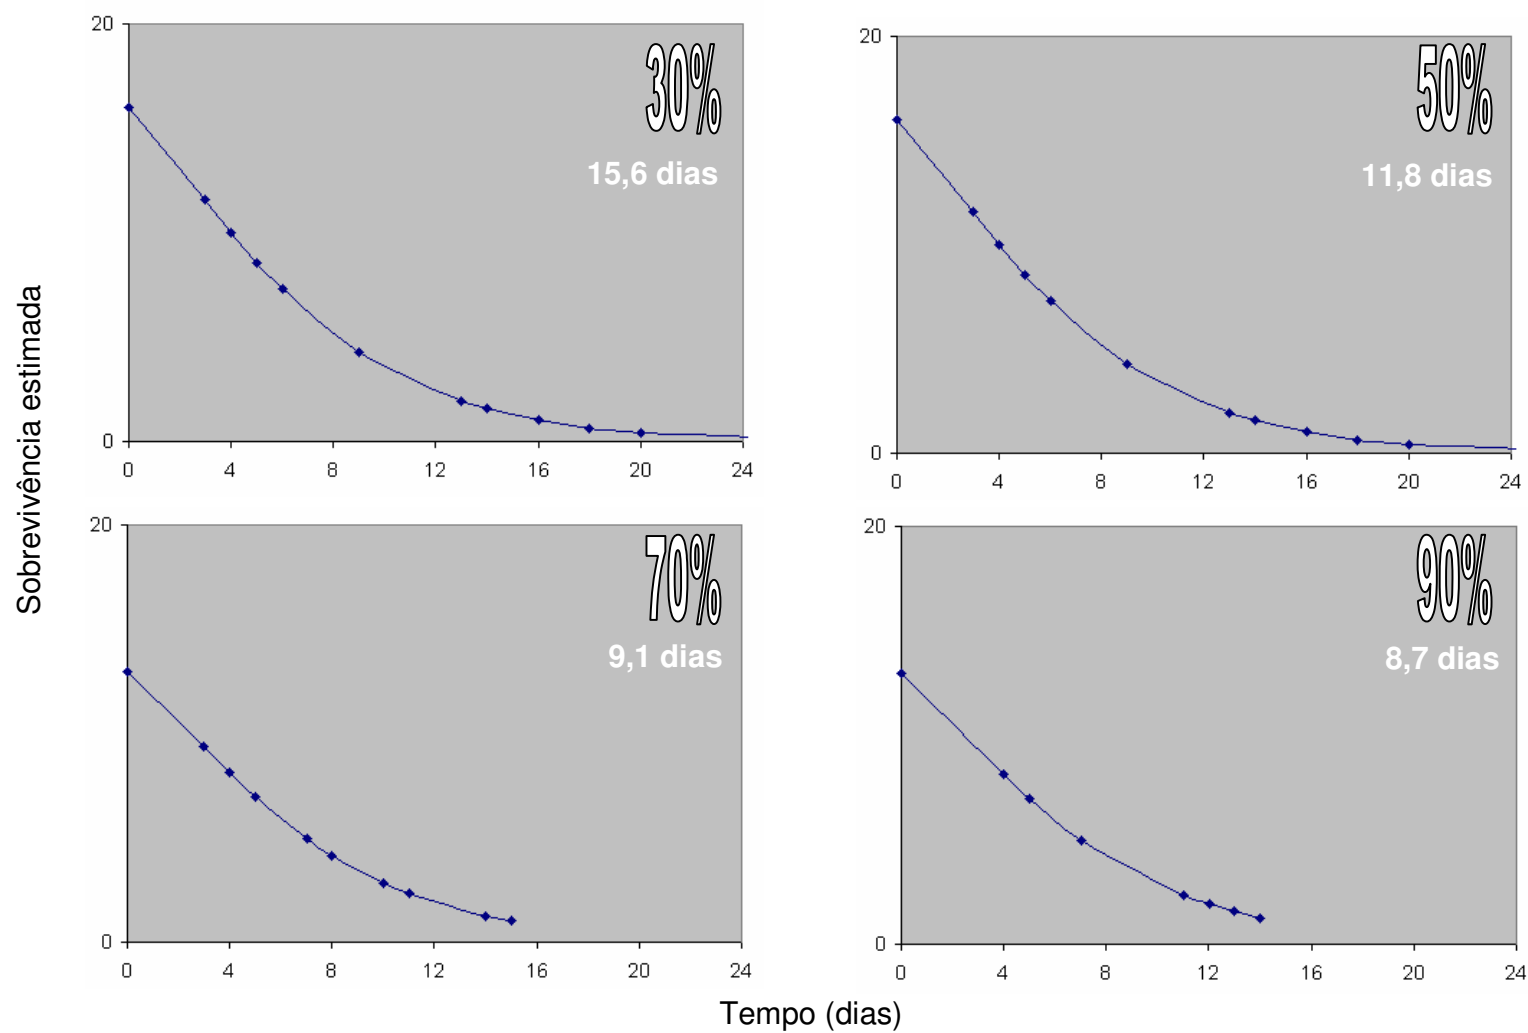 Sobrevivência estimada
20
30%
15,6 dias
0
0 4 8 12 16 20 24
20
50%
11,8 dias
0
0 4 8 12 16 20 24
20
70%
9,1 dias
0
0 4 8 12 16 20 24
20
90%
8,7 dias
0
0 4 8 12 16 20 24
Tempo (dias)